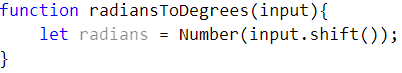 function radiansToDegrees(input){
    let radians = Number(input.shift());
}